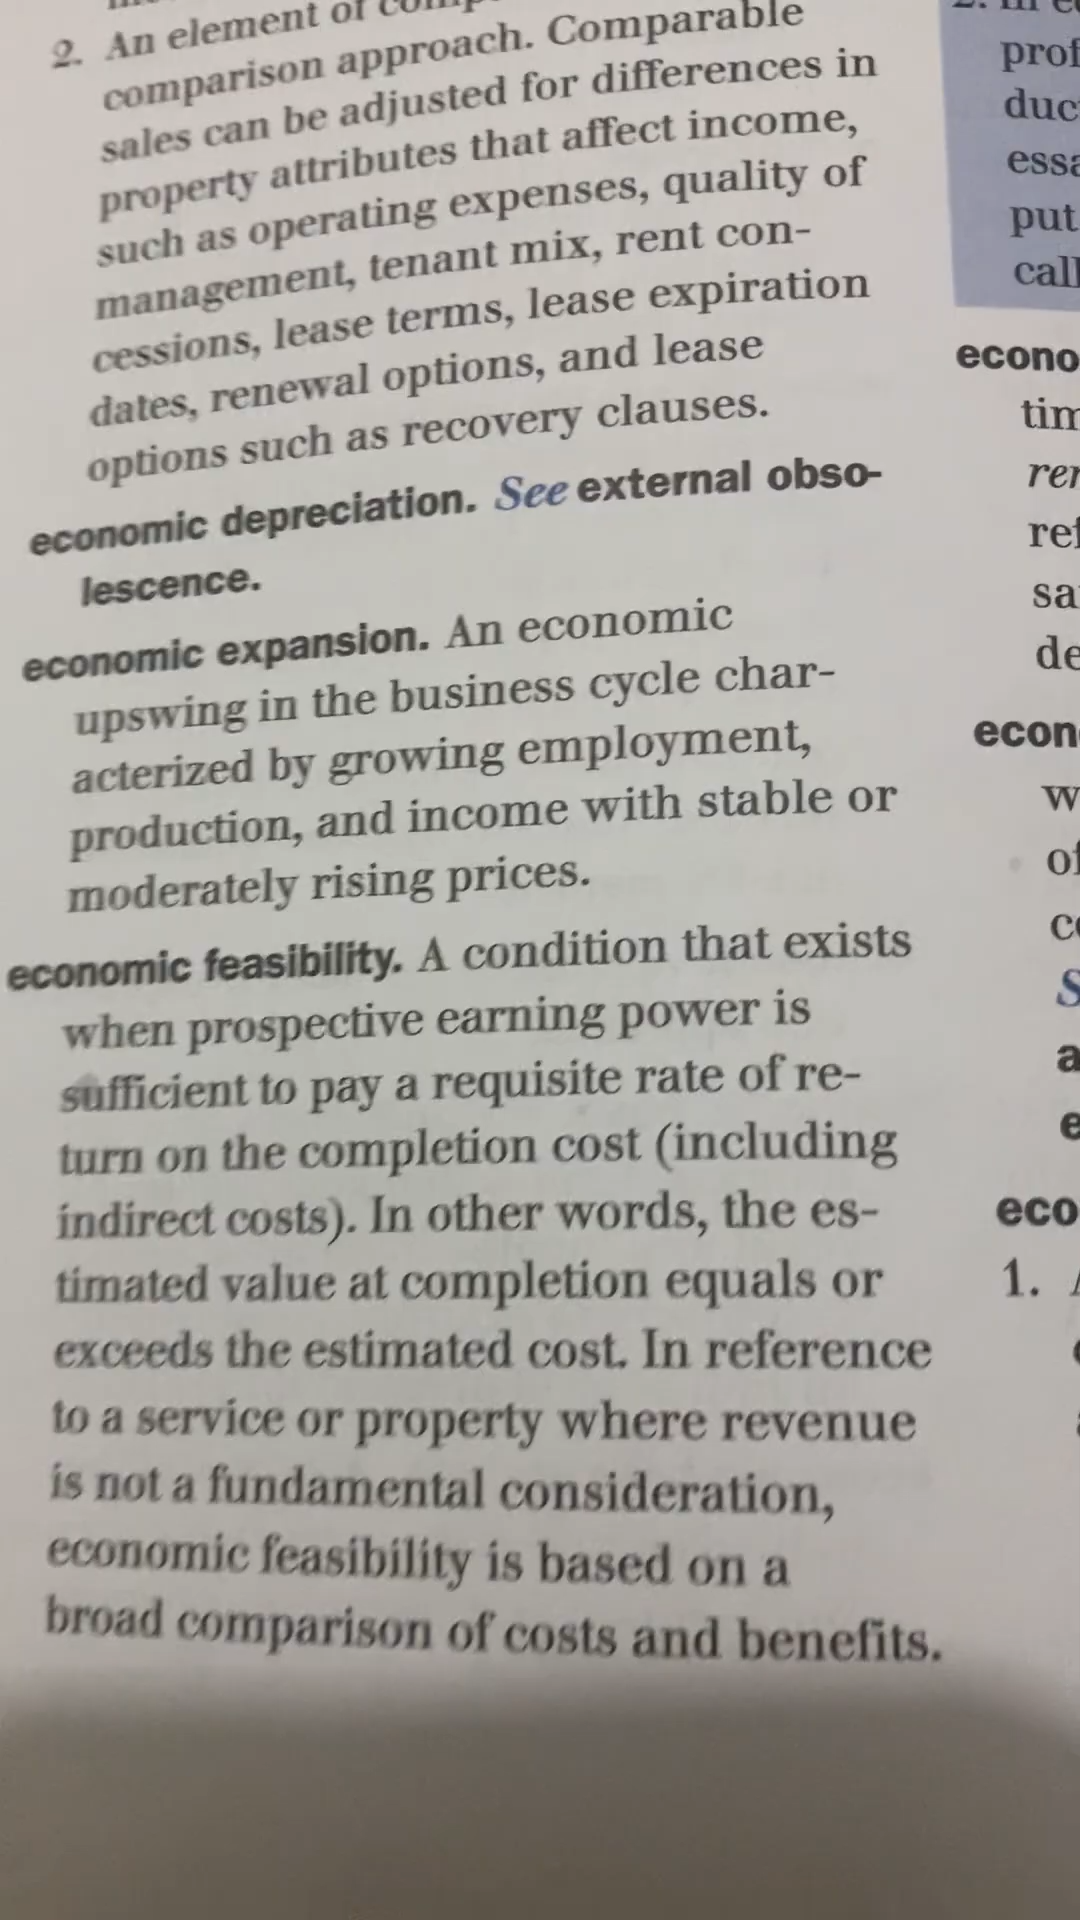 2. An element of
comparison approach. Comparable
sales can be adjusted for differences in
property attributes that affect income,
such as operating expenses, quality of
management, tenant mix, rent con-
cessions, lease terms, lease expiration
dates, renewal options, and lease
options such as recovery clauses.
economic depreciation. See external obso-
lescence.
economic expansion. An economic
upswing in the business cycle char-
acterized by growing employment,
production, and income with stable or
moderately rising prices.
economic feasibility. A condition that exists
when prospective earning power is
sufficient to pay a requisite rate of re-
turn on the completion cost (including
indirect costs). In other words, the es-
timated value at completion equals or
exceeds the estimated cost. In reference
to a service or property where revenue
is not a fundamental consideration,
economic feasibility is based on a
broad comparison of costs and benefits.
prof
duc
essa
put
call
econo
tim
rer
ref
sa
de
econ
w
of
co
S
a
e
eco
1.